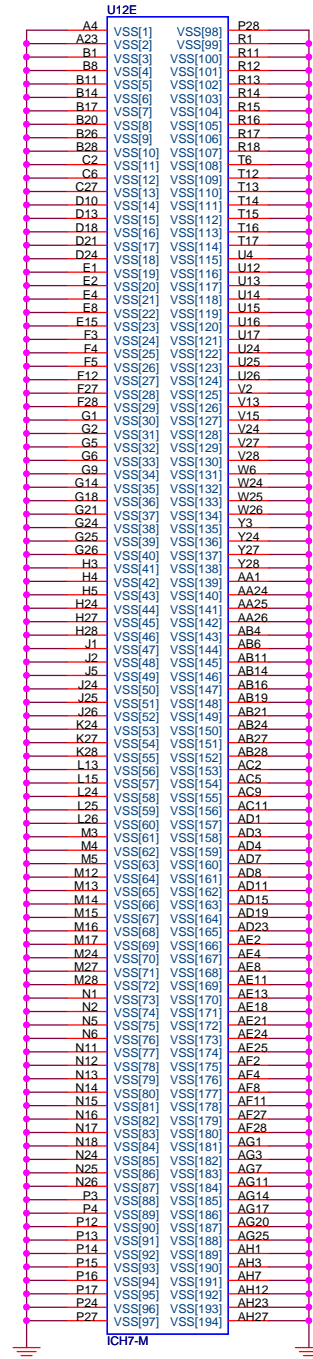 U12E
A4 VSS[1] VSS[98] P28
A23 VSS[2] VSS[99] R1
B1 VSS[3] VSS[100] R11
B8 VSS[4] VSS[101] R12
B11 VSS[5] VSS[102] R13
B14 VSS[6] VSS[103] R14
B17 VSS[7] VSS[104] R15
B20 VSS[8] VSS[105] R16
B26 VSS[9] VSS[106] R17
B28 VSS[10] VSS[107] R18
C2 VSS[11] VSS[108] T6
C6 VSS[12] VSS[109] T12
C27 VSS[13] VSS[110] T13
D10 VSS[14] VSS[111] T14
D13 VSS[15] VSS[112] T15
D18 VSS[16] VSS[113] T16
D21 VSS[17] VSS[114] T17
D24 VSS[18] VSS[115] U4
E1 VSS[19] VSS[116] U12
E2 VSS[20] VSS[117] U13
E4 VSS[21] VSS[118] U14
E8 VSS[22] VSS[119] U15
E15 VSS[23] VSS[120] U16
F3 VSS[24] VSS[121] U17
F4 VSS[25] VSS[122] U24
F5 VSS[26] VSS[123] U25
F12 VSS[27] VSS[124] U26
F27 VSS[28] VSS[125] V2
F28 VSS[29] VSS[126] V13
G1 VSS[30] VSS[127] V15
G2 VSS[31] VSS[128] V24
G5 VSS[32] VSS[129] V27
G6 VSS[33] VSS[130] V28
G9 VSS[34] VSS[131] W6
G14 VSS[35] VSS[132] W24
G18 VSS[36] VSS[133] W25
G21 VSS[37] VSS[134] W26
G24 VSS[38] VSS[135] Y3
G25 VSS[39] VSS[136] Y24
G26 VSS[40] VSS[137] Y27
H3 VSS[41] VSS[138] Y28
H4 VSS[42] VSS[139] AA1
H5 VSS[43] VSS[140] AA24
H24 VSS[44] VSS[141] AA25
H27 VSS[45] VSS[142] AA26
H28 VSS[46] VSS[143] AB4
J1 VSS[47] VSS[144] AB6
J2 VSS[48] VSS[145] AB11
J5 VSS[49] VSS[146] AB14
J24 VSS[50] VSS[147] AB16
J25 VSS[51] VSS[148] AB19
J26 VSS[52] VSS[149] AB21
K24 VSS[53] VSS[150] AB24
K27 VSS[54] VSS[151] AB27
K28 VSS[55] VSS[152] AB28
L13 VSS[56] VSS[153] AC2
L15 VSS[57] VSS[154] AC5
L24 VSS[58] VSS[155] AC9
L25 VSS[59] VSS[156] AC11
L26 VSS[60] VSS[157] AD1
M3 VSS[61] VSS[158] AD3
M4 VSS[62] VSS[159] AD4
M5 VSS[63] VSS[160] AD7
M12 VSS[64] VSS[161] AD8
M13 VSS[65] VSS[162] AD11
M14 VSS[66] VSS[163] AD15
M15 VSS[67] VSS[164] AD19
M16 VSS[68] VSS[165] AD23
M17 VSS[69] VSS[166] AE2
M24 VSS[70] VSS[167] AE4
M27 VSS[71] VSS[168] AE8
M28 VSS[72] VSS[169] AE11
N1 VSS[73] VSS[170] AE13
N2 VSS[74] VSS[171] AE18
N5 VSS[75] VSS[172] AE21
N6 VSS[76] VSS[173] AE24
N11 VSS[77] VSS[174] AE25
N12 VSS[78] VSS[175] AF2
N13 VSS[79] VSS[176] AF4
N14 VSS[80] VSS[177] AF8
N15 VSS[81] VSS[178] AF11
N16 VSS[82] VSS[179] AF27
N17 VSS[83] VSS[180] AF28
N18 VSS[84] VSS[181] AG1
N24 VSS[85] VSS[182] AG3
N25 VSS[86] VSS[183] AG7
N26 VSS[87] VSS[184] AG11
P3 VSS[88] VSS[185] AG14
P4 VSS[89] VSS[186] AG17
P12 VSS[90] VSS[187] AG20
P13 VSS[91] VSS[188] AG25
P14 VSS[92] VSS[189] AH1
P15 VSS[93] VSS[190] AH3
P16 VSS[94] VSS[191] AH7
P17 VSS[95] VSS[192] AH12
P24 VSS[96] VSS[193] AH23
P27 VSS[97] VSS[194] AH27
ICH7-M